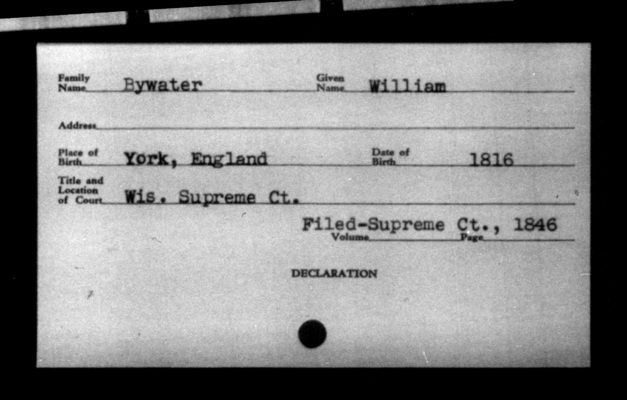 Family Name Bywater Given Name William
Address
Place of Birth York, England Date of Birth 1816
Title and Location of Court Wis. Supreme Ct.
Filed-Supreme Ct., 1846
Volume Page
DECLARATION